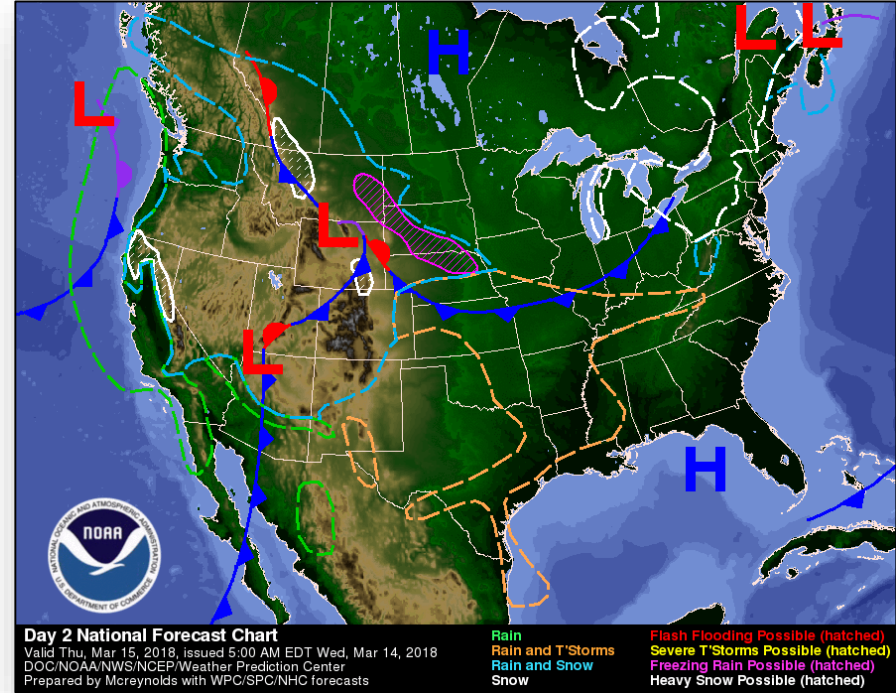 L
L
H
L
L
L
H
NATIONAL OCEANIC AND ATMOSPHERIC ADMINISTRATION
NOAA
U.S. DEPARTMENT OF COMMERCE
Day 2 National Forecast Chart
Valid Thu, Mar 15, 2018, issued 5:00 AM EDT Wed, Mar 14, 2018
DOC/NOAA/NWS/NCEP/Weather Prediction Center
Prepared by Mcreynolds with WPC/SPC/NHC forecasts
Rain
Rain and T'Storms
Rain and Snow
Snow
Flash Flooding Possible (hatched)
Severe T'Storms Possible (hatched)
Freezing Rain Possible (hatched)
Heavy Snow Possible (hatched)